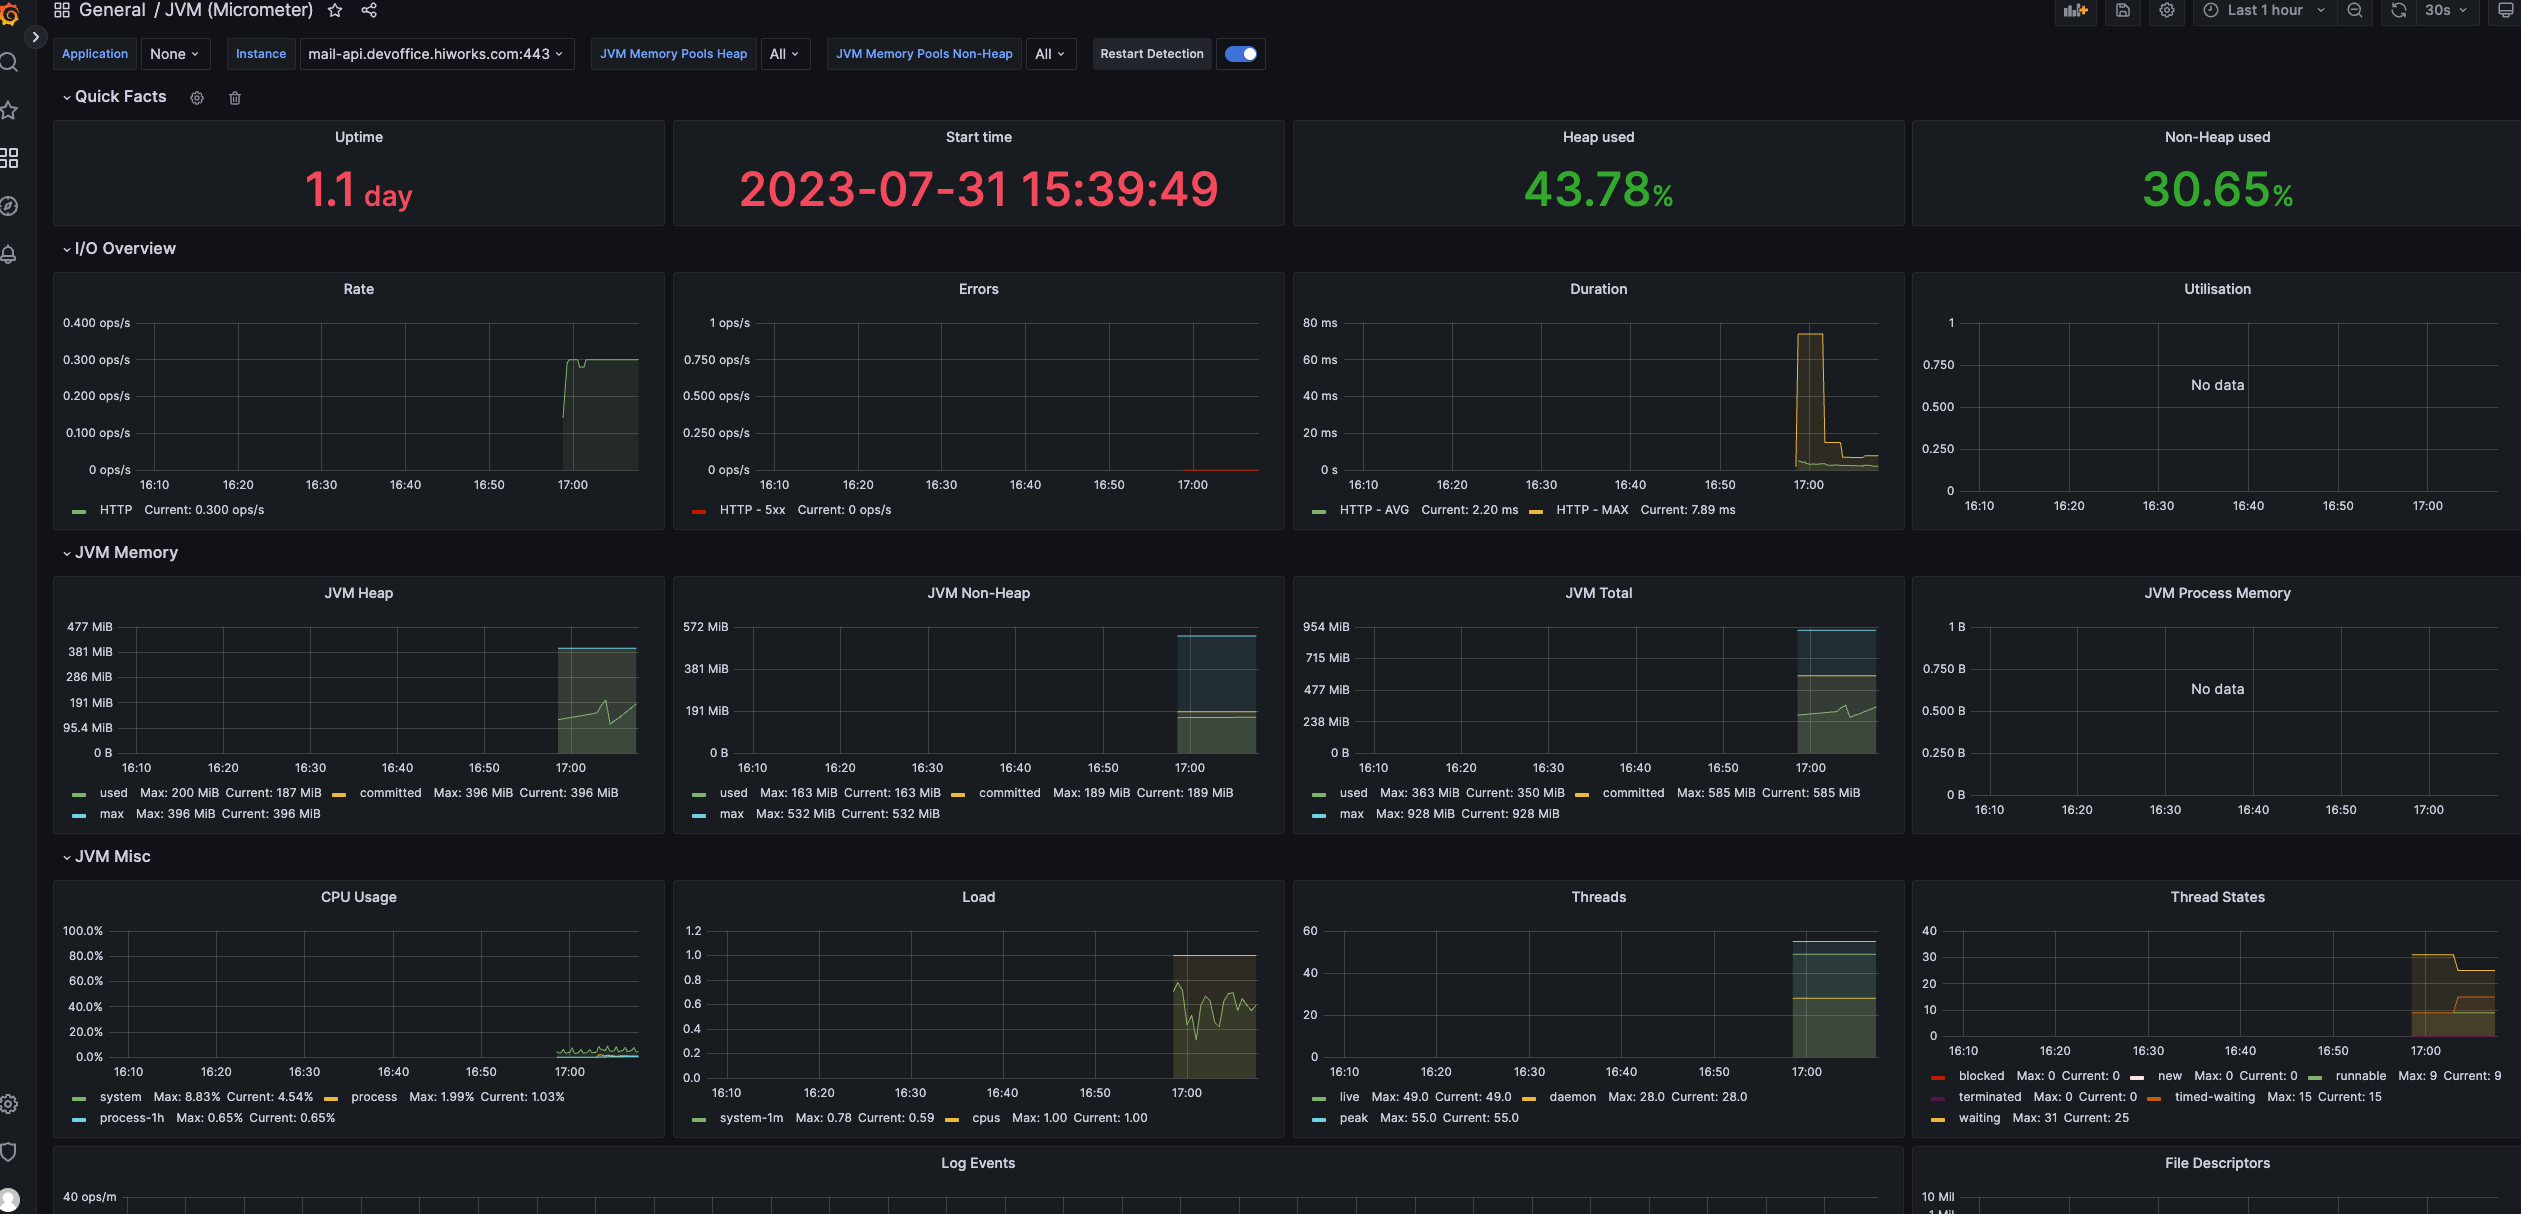 General / JVM (Micrometer)
Last 1 hour
30s
Application None Instance mail-api.devoffice.hiworks.com:443 JVM Memory Pools Heap All JVM Memory Pools Non-Heap All Restart Detection
Quick Facts
Uptime
1.1 day
Start time
2023-07-31 15:39:49
Heap used
43.78%
Non-Heap used
30.65%
I/O Overview
Rate
0.400 ops/s
0.300 ops/s
0.200 ops/s
0.100 ops/s
0 ops/s
16:10 16:20 16:30 16:40 16:50 17:00
HTTP Current: 0.300 ops/s
Errors
1 ops/s
0.750 ops/s
0.500 ops/s
0.250 ops/s
0 ops/s
16:10 16:20 16:30 16:40 16:50 17:00
HTTP - 5xx Current: 0 ops/s
Duration
80 ms
60 ms
40 ms
20 ms
0 s
16:10 16:20 16:30 16:40 16:50 17:00
HTTP - AVG Current: 2.20 ms HTTP - MAX Current: 7.89 ms
Utilisation
1
0.750
0.500
0.250
0
No data
16:10 16:20 16:30 16:40 16:50 17:00
JVM Memory
JVM Heap
477 MiB
381 MiB
286 MiB
191 MiB
95.4 MiB
0 B
16:10 16:20 16:30 16:40 16:50 17:00
used Max: 200 MiB Current: 187 MiB committed Max: 396 MiB Current: 396 MiB
max Max: 396 MiB Current: 396 MiB
JVM Non-Heap
572 MiB
381 MiB
191 MiB
0 B
16:10 16:20 16:30 16:40 16:50 17:00
used Max: 163 MiB Current: 163 MiB committed Max: 189 MiB Current: 189 MiB
max Max: 532 MiB Current: 532 MiB
JVM Total
954 MiB
715 MiB
477 MiB
238 MiB
0 B
16:10 16:20 16:30 16:40 16:50 17:00
used Max: 363 MiB Current: 350 MiB committed Max: 585 MiB Current: 585 MiB
max Max: 928 MiB Current: 928 MiB
JVM Process Memory
1 B
0.750 B
0.500 B
0.250 B
0 B
No data
16:10 16:20 16:30 16:40 16:50 17:00
JVM Misc
CPU Usage
100.0%
80.0%
60.0%
40.0%
20.0%
0.0%
16:10 16:20 16:30 16:40 16:50 17:00
system Max: 8.83% Current: 4.54% process Max: 1.99% Current: 1.03%
process-1h Max: 0.65% Current: 0.65%
Load
1.2
1.0
0.8
0.6
0.4
0.2
0.0
16:10 16:20 16:30 16:40 16:50 17:00
system-1m Max: 0.78 Current: 0.59 cpus Max: 1.00 Current: 1.00
Threads
60
40
20
0
16:10 16:20 16:30 16:40 16:50 17:00
live Max: 49.0 Current: 49.0 daemon Max: 28.0 Current: 28.0
peak Max: 55.0 Current: 55.0
Thread States
40
30
20
10
0
16:10 16:20 16:30 16:40 16:50 17:00
blocked Max: 0 Current: 0 new Max: 0 Current: 0 runnable Max: 9 Current: 9
terminated Max: 0 Current: 0 timed-waiting Max: 15 Current: 15
waiting Max: 31 Current: 25
Log Events
40 ops/m
File Descriptors
10 Mil
1 Mil